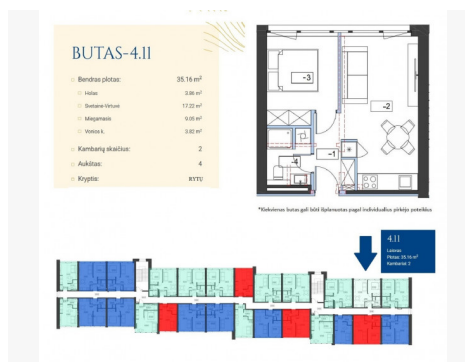 BUTAS-4.11
Bendras plotas: 35.16 m²
Holas 3.86 m²
Svetainė-Virtuvė 17.22 m²
Miegamasis 9.05 m²
Vonios k. 3.82 m²
Kambarių skaičius: 2
Aukštas: 4
Kryptis: RYTŲ
-3
-2
-1
-4
*Kiekvienas butas gali būti išplanuotas pagal individualius pirkėjo poreikius
4.11
Laisvas
Plotas: 35.16 m²
Kambariai: 2